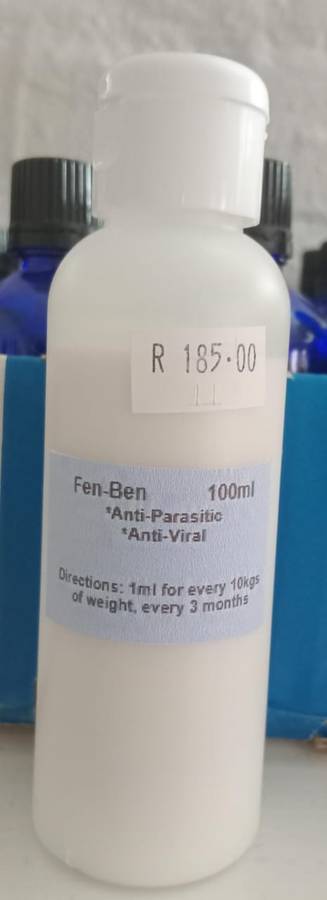 R 185.00
Fen-Ben 100ml
*Anti-Parasitic
*Anti-Viral
Directions: 1ml for every 10kgs
of weight, every 3 months